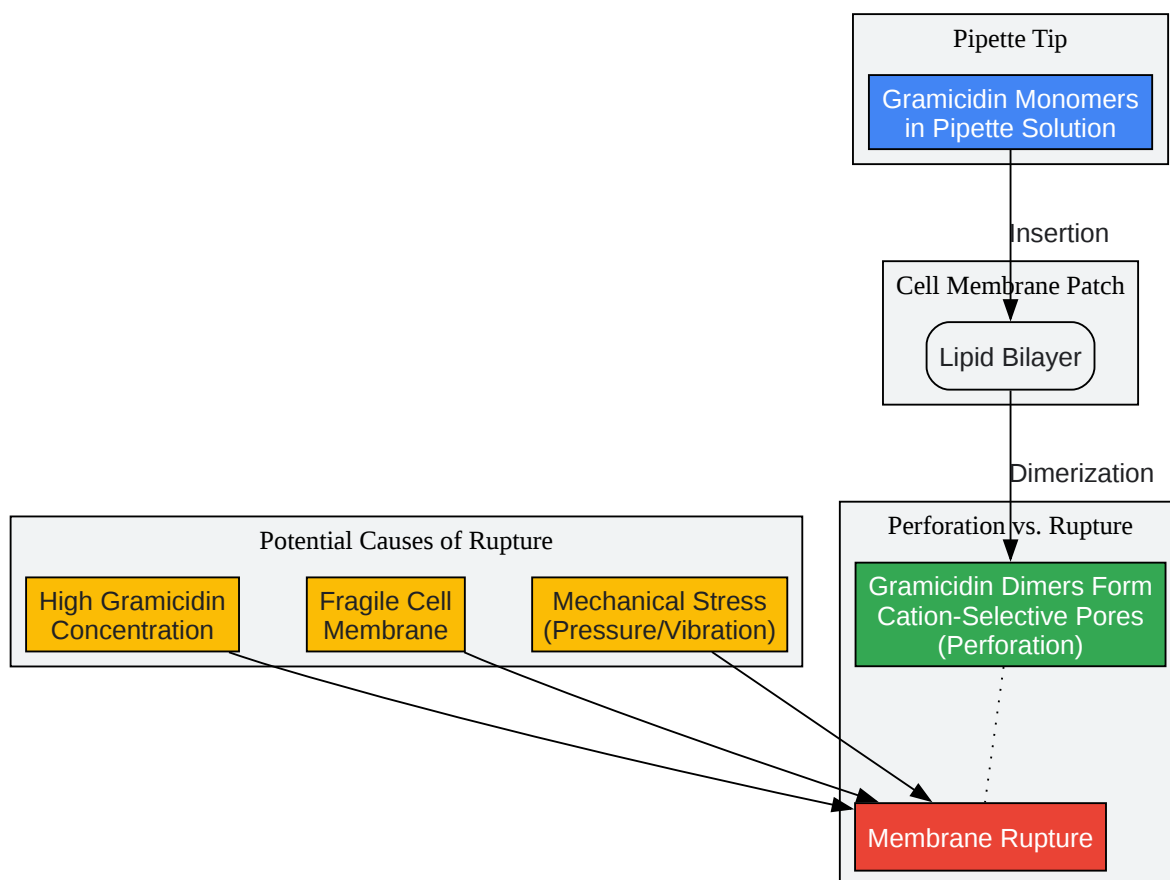 Pipette Tip
Gramicidin Monomers
in Pipette Solution
Insertion
Cell Membrane Patch
Lipid Bilayer
Dimerization
Potential Causes of Rupture
High Gramicidin
Concentration
Fragile Cell
Membrane
Mechanical Stress
(Pressure/Vibration)
Perforation vs. Rupture
Gramicidin Dimers Form
Cation-Selective Pores
(Perforation)
Membrane Rupture